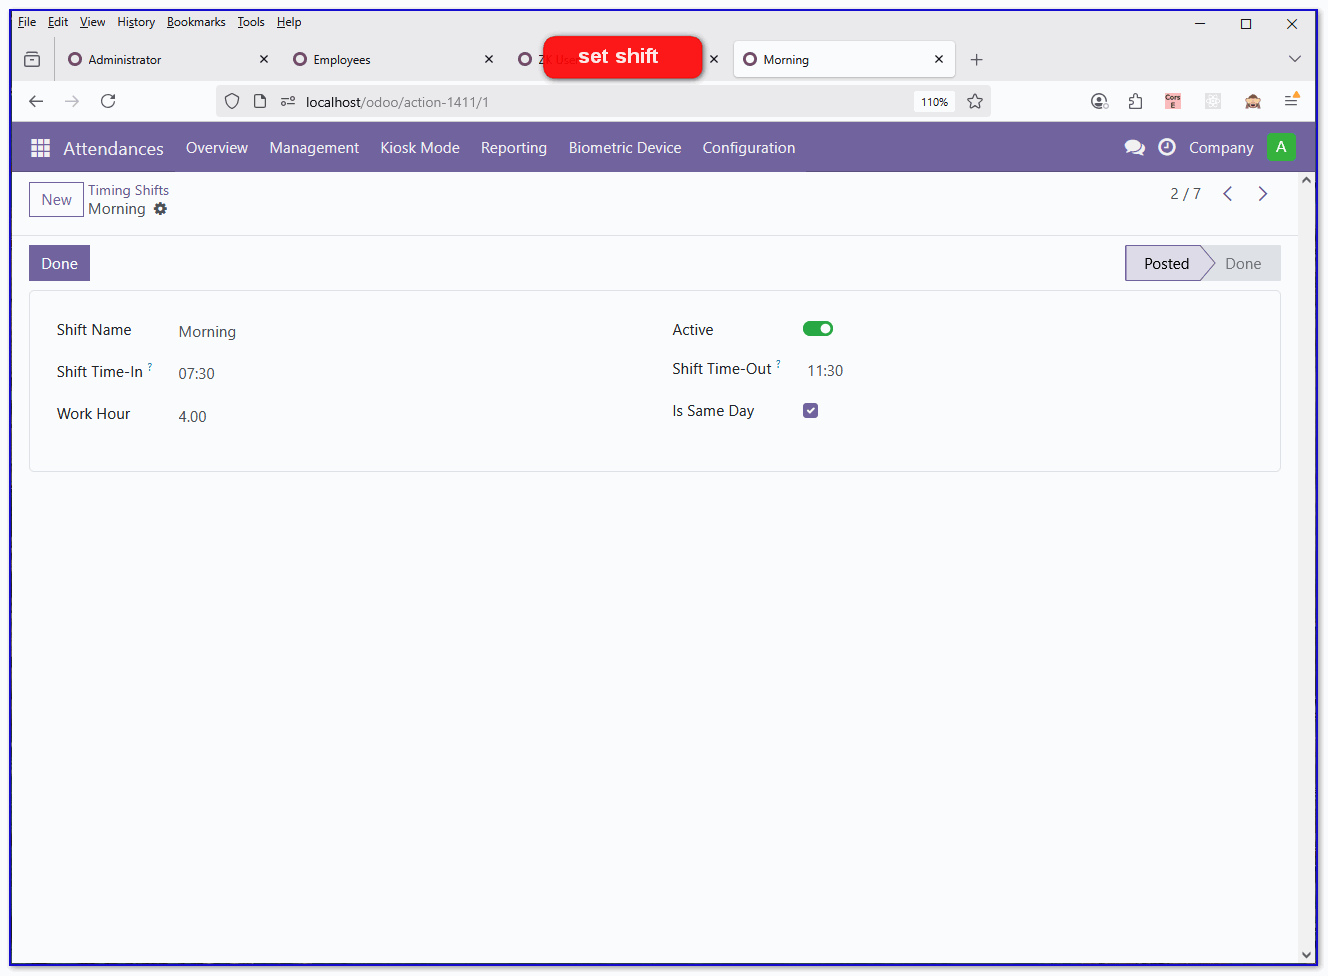 File Edit View History Bookmarks Tools Help
Administrator
Employees
set shift
Morning
localhost/odoo/action-1411/1
110%
Cors
E
Attendances Overview Management Kiosk Mode Reporting Biometric Device Configuration
Company A
New
Timing Shifts
Morning
2 / 7
Done
Posted Done
Shift Name Morning
Active
Shift Time-In ? 07:30
Shift Time-Out ? 11:30
Work Hour 4.00
Is Same Day